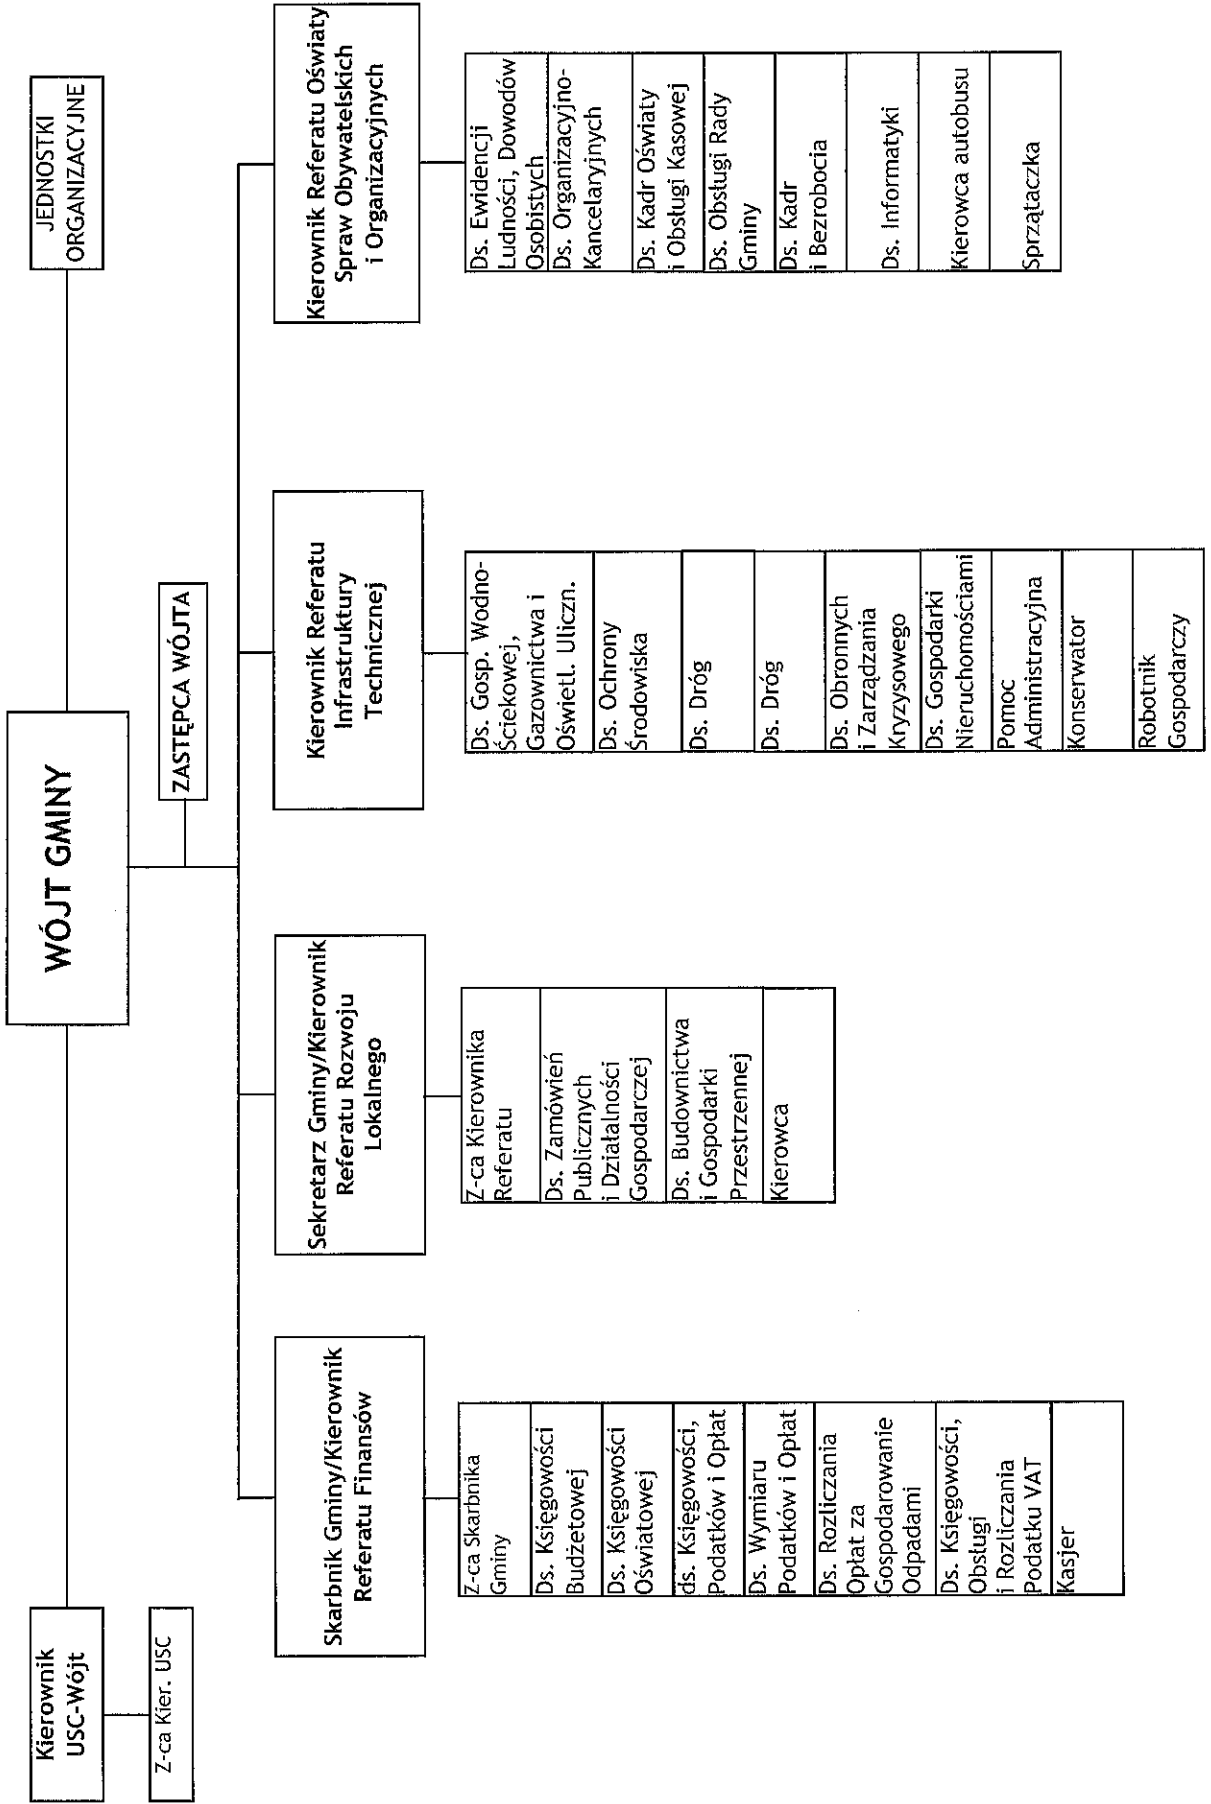 Kierownik
USC-Wójt
Z-ca Kier. USC
WÓJT GMINY
JEDNOSTKI
ORGANIZACYJNE
ZASTĘPCA WÓJTA
Skarbnik Gminy/Kierownik
Referatu Finansów
Z-ca Skarbnika
Gminy
Ds. Księgowości
Budżetowej
Ds. Księgowości
Oświatowej
ds. Księgowości,
Podatków i Opłat
Ds. Wymiaru
Podatków i Opłat
Ds. Rozliczania
Opłat za
Gospodarowanie
Odpadami
Ds. Księgowości,
Obsługi
i Rozliczania
Podatku VAT
Kasjer
Sekretarz Gminy/Kierownik
Referatu Rozwoju
Lokalnego
Z-ca Kierownika
Referatu
Ds. Zamówień
Publicznych
i Działalności
Gospodarczej
Ds. Budownictwa
i Gospodarki
Przestrzennej
Kierowca
Kierownik Referatu
Infrastruktury
Technicznej
Ds. Gosp. Wodno-
Ściekowej,
Gazownictwa i
Oświetl. Uliczn.
Ds. Ochrony
Środowiska
Ds. Dróg
Ds. Dróg
Ds. Obronnych
i Zarządzania
Kryzysowego
Ds. Gospodarki
Nieruchomościami
Pomoc
Administracyjna
Konserwator
Robotnik
Gospodarczy
Kierownik Referatu Oświaty
Spraw Obywatelskich
i Organizacyjnych
Ds. Ewidencji
Ludności, Dowodów
Osobistych
Ds. Organizacyjno-
Kancelaryjnych
Ds. Kadr Oświaty
i Obsługi Kasowej
Ds. Obsługi Rady
Gminy
Ds. Kadr
i Bezrobocia
Ds. Informatyki
Kierowca autobusu
Sprzątaczka